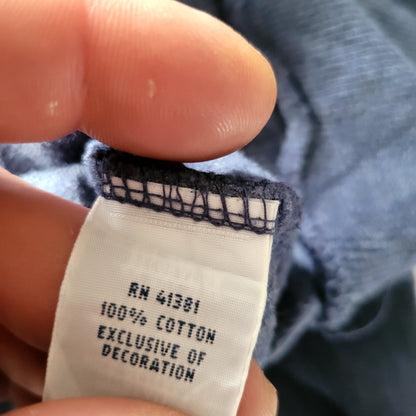 RN 41381
100% COTTON
EXCLUSIVE OF
DECORATION